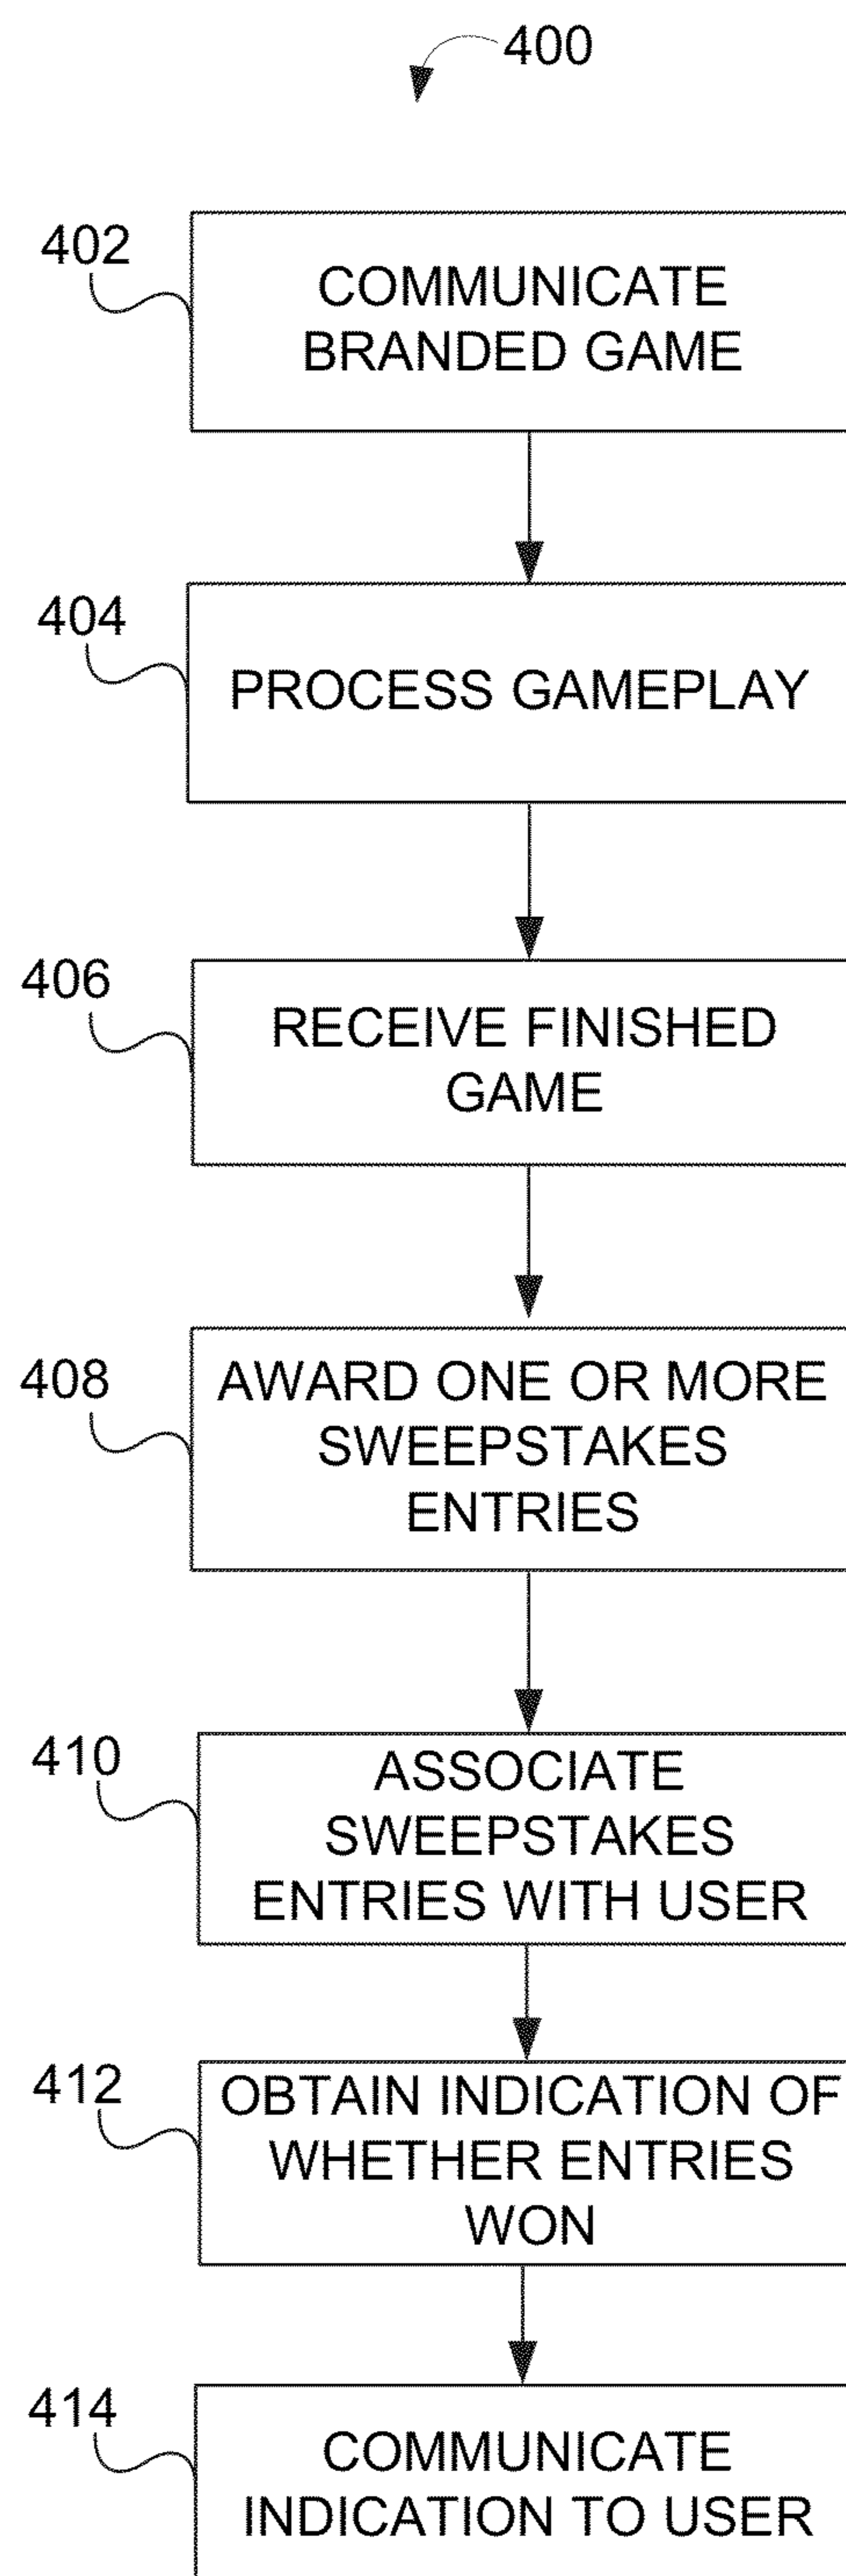 400
402
COMMUNICATE
BRANDED GAME
404
PROCESS GAMEPLAY
406
RECEIVE FINISHED
GAME
408
AWARD ONE OR MORE
SWEEPSTAKES
ENTRIES
410
ASSOCIATE
SWEEPSTAKES
ENTRIES WITH USER
412
OBTAIN INDICATION OF
WHETHER ENTRIES
WON
414
COMMUNICATE
INDICATION TO USER